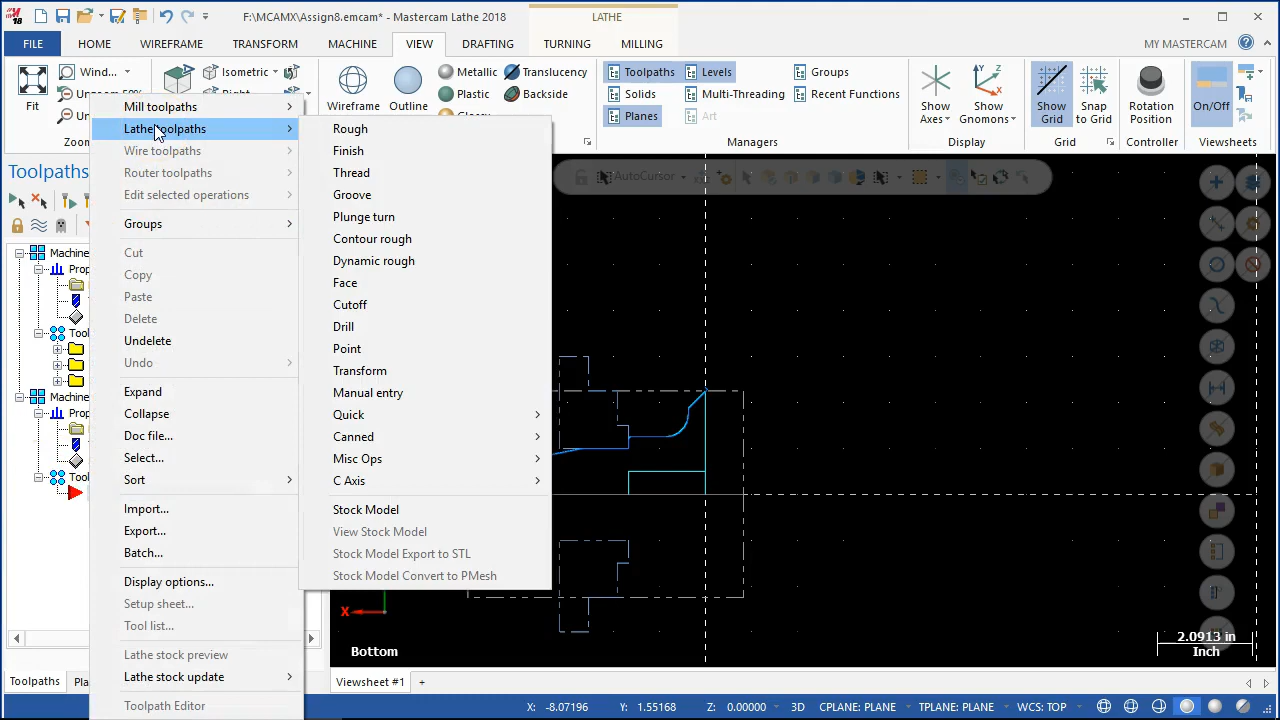 F:\MCAMX\Assign8.emcam* - Mastercam Lathe 2018
LATHE
18
FILE
HOME
WIREFRAME
TRANSFORM
MACHINE
VIEW
DRAFTING
TURNING
MILLING
MY MASTERCAM
Fit
Wind...
Isometric
Wireframe
Outline
Metallic
Plastic
Translucency
Backside
Toolpaths
Solids
Planes
Levels
Multi-Threading
Art
Groups
Recent Functions
Managers
Show Axes
Show Gnomons
Display
Show Grid
Snap to Grid
Grid
Rotation Position
Controller
On/Off
Viewsheets
Toolpaths
AutoCursor
Mill toolpaths
Lathe toolpaths
Wire toolpaths
Router toolpaths
Edit selected operations
Groups
Cut
Copy
Paste
Delete
Undelete
Undo
Expand
Collapse
Doc file...
Select...
Sort
Import...
Export...
Batch...
Display options...
Setup sheet...
Tool list...
Lathe stock preview
Lathe stock update
Toolpath Editor
Rough
Finish
Thread
Groove
Plunge turn
Contour rough
Dynamic rough
Face
Cutoff
Drill
Point
Transform
Manual entry
Quick
Canned
Misc Ops
C Axis
Stock Model
View Stock Model
Stock Model Export to STL
Stock Model Convert to PMesh
X
Bottom
2.0913 in
Inch
Toolpaths
Viewsheet #1
+
X: -8.07196
Y: 1.55168
Z: 0.00000
3D
CPLANE: PLANE
TPLANE: PLANE
WCS: TOP